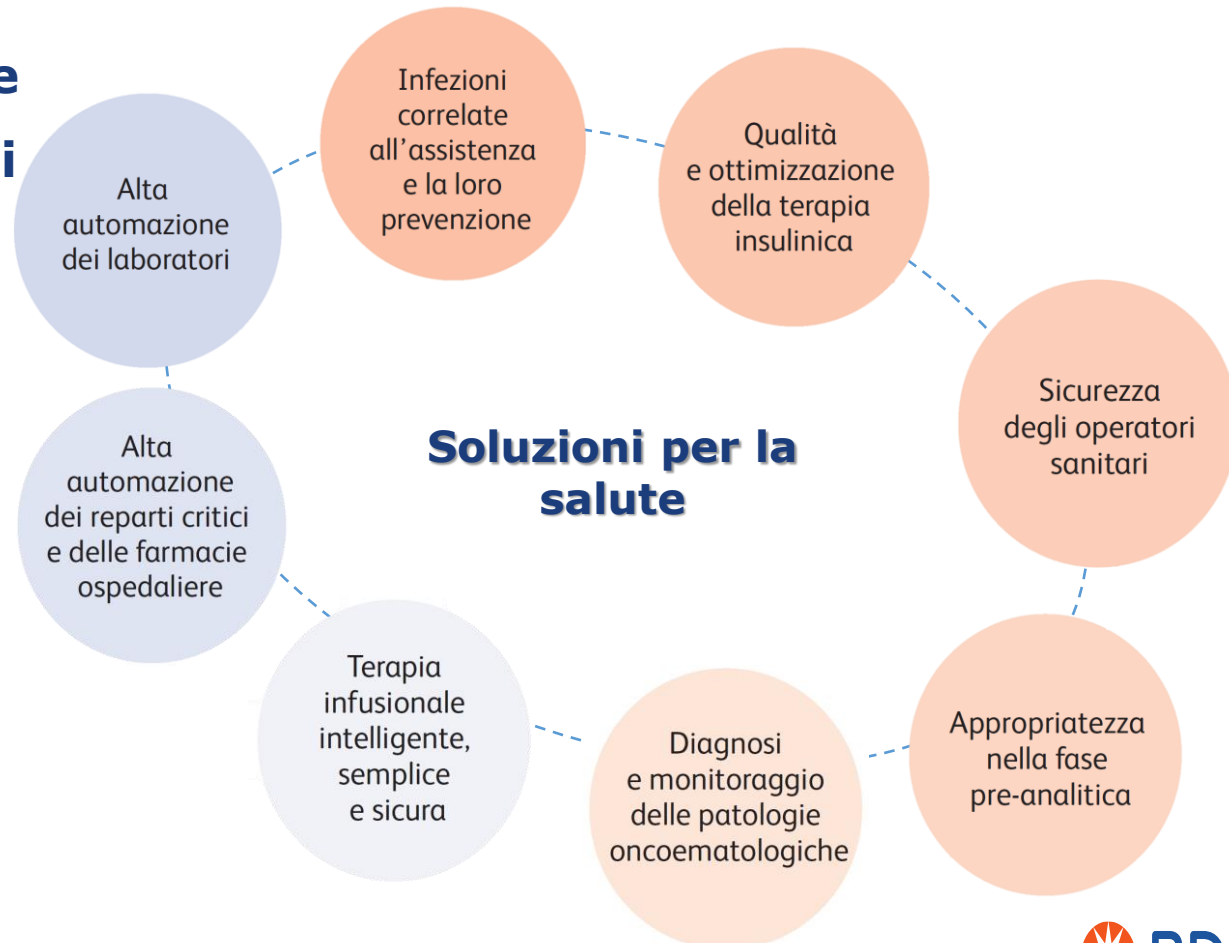 Infezioni
correlate
all'assistenza
e la loro
prevenzione
Qualità
e ottimizzazione
della terapia
insulinica
Alta
automazione
dei laboratori
Sicurezza
degli operatori
sanitari
Soluzioni per la
salute
Alta
automazione
dei reparti critici
e delle farmacie
ospedaliere
Terapia
infusionale
intelligente,
semplice
e sicura
Diagnosi
e monitoraggio
delle patologie
oncoematologiche
Appropriatezza
nella fase
pre-analitica